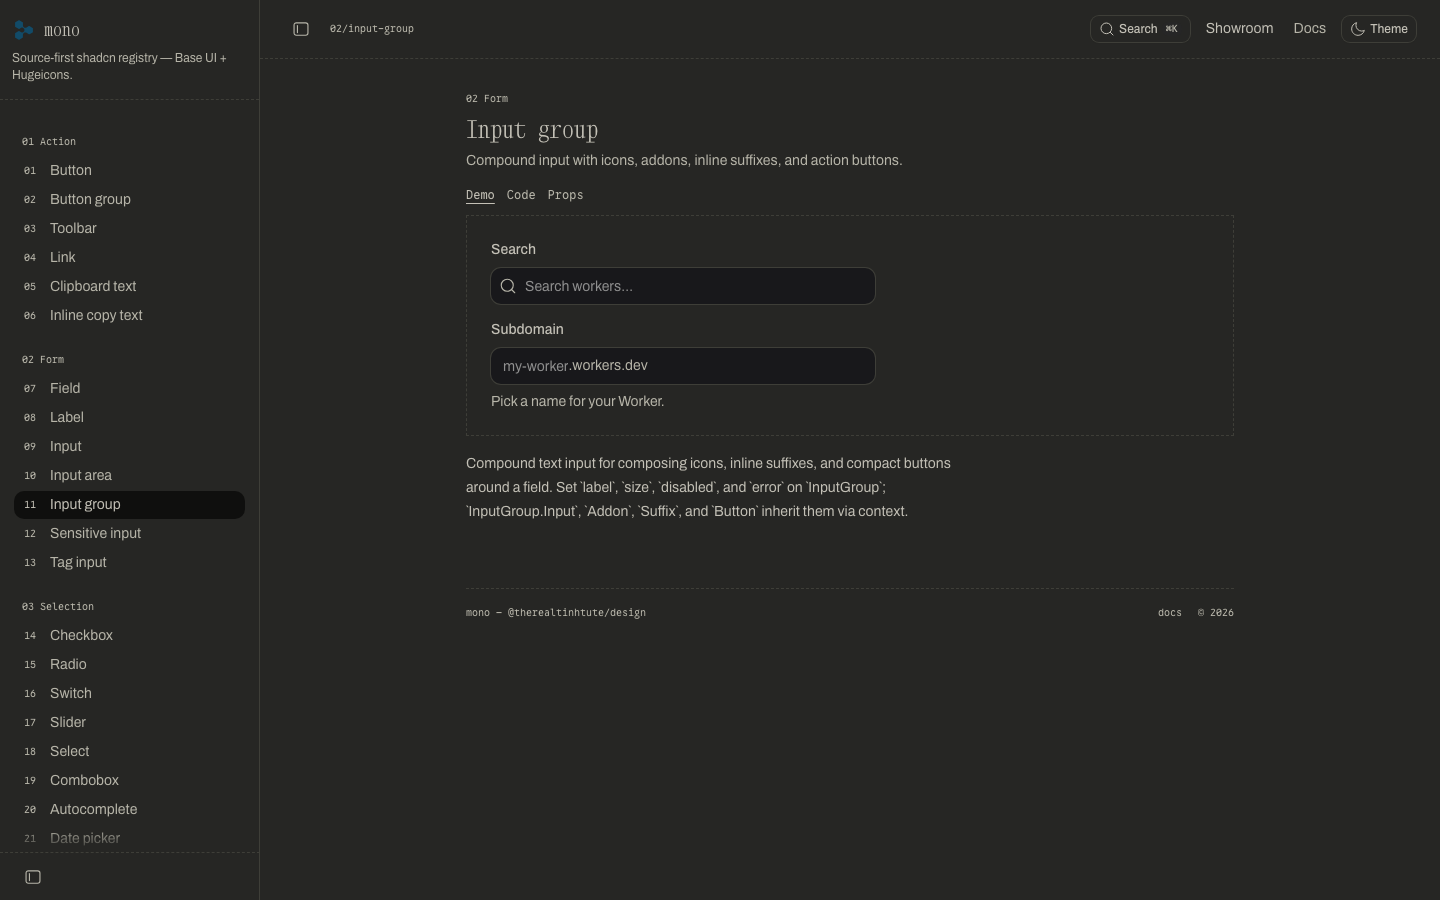 mono
Source-first shadcn registry — Base UI +
Hugeicons.
01 Action
01 Button
02 Button group
03 Toolbar
04 Link
05 Clipboard text
06 Inline copy text
02 Form
07 Field
08 Label
09 Input
10 Input area
11 Input group
12 Sensitive input
13 Tag input
03 Selection
14 Checkbox
15 Radio
16 Switch
17 Slider
18 Select
19 Combobox
20 Autocomplete
21 Date picker
02/input-group
Search ⌘K
Showroom
Docs
Theme
02 Form
Input group
Compound input with icons, addons, inline suffixes, and action buttons.
Demo Code Props
Search
Search workers...
Subdomain
my-worker.workers.dev
Pick a name for your Worker.
Compound text input for composing icons, inline suffixes, and compact buttons
around a field. Set `label`, `size`, `disabled`, and `error` on `InputGroup`;
`InputGroup.Input`, `Addon`, `Suffix`, and `Button` inherit them via context.
mono — @therealtinhtute/design
docs © 2026